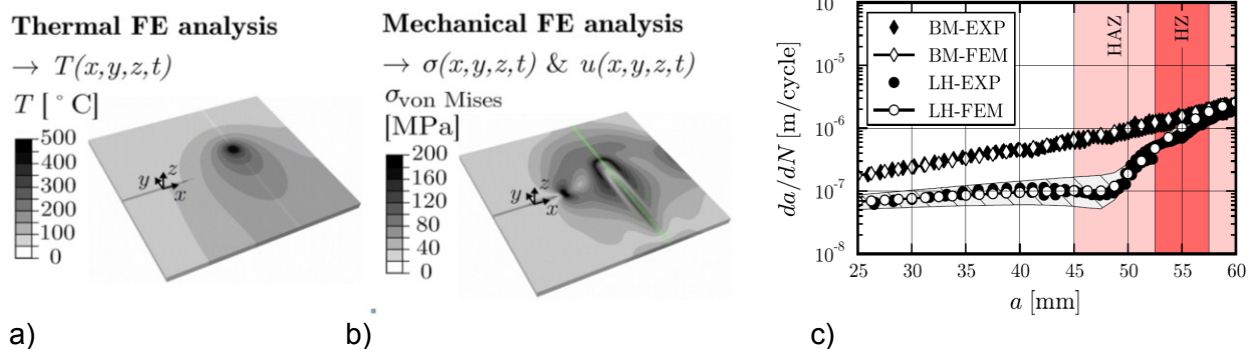 Thermal FE analysis
→ T(x,y,z,t)
T [°C]
500
400
300
200
100
0
y z x
a)
Mechanical FE analysis
→ σ(x,y,z,t) & u(x,y,z,t)
σvon Mises
[MPa]
200
160
120
80
40
0
y z x
b)
BM-EXP
BM-FEM
LH-EXP
LH-FEM
HAZ
HZ
da/dN [m/cycle]
10
10^-5
10^-6
10^-7
10^-8
25 30 35 40 45 50 55 60
a [mm]
c)